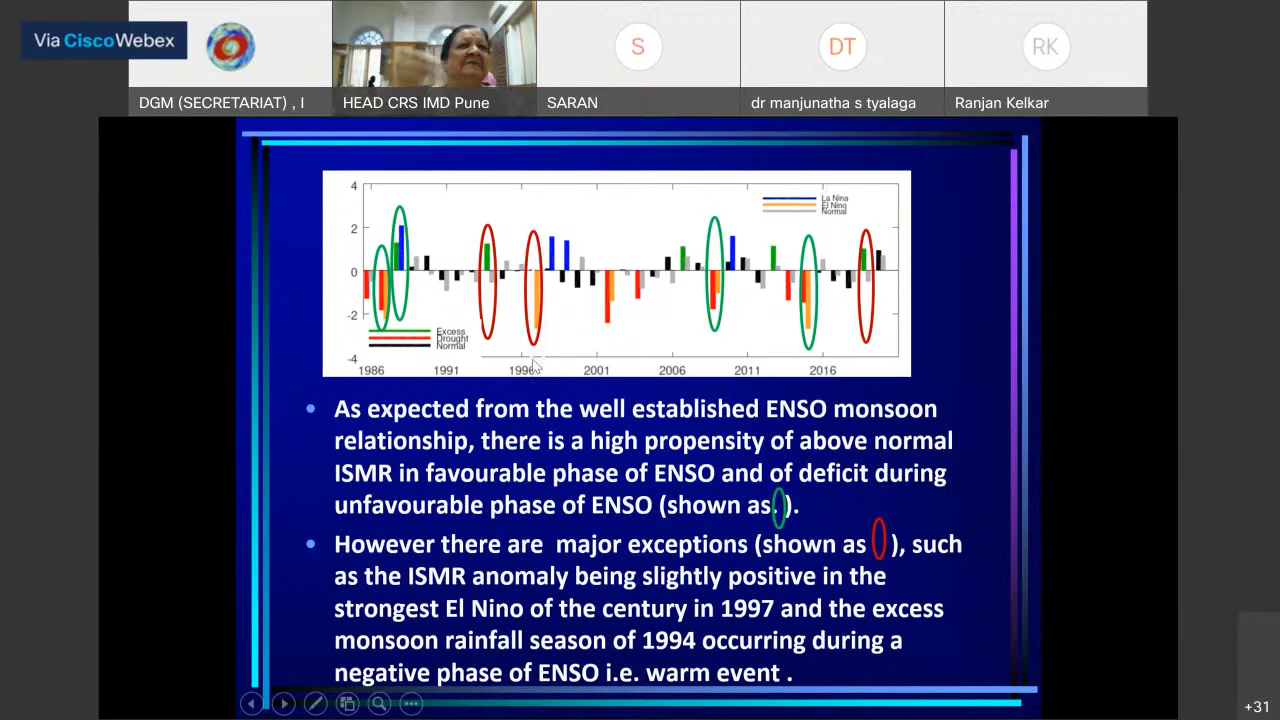 Via Cisco Webex
DGM (SECRETARIAT) , I
HEAD CRS IMD Pune
S
SARAN
DT
dr manjunatha s tyalaga
RK
Ranjan Kelkar
4
2
0
-2
-4
La Nina
El Nino
Normal
Excess
Drought
Normal
1986 1991 1996 2001 2006 2011 2016
• As expected from the well established ENSO monsoon
relationship, there is a high propensity of above normal
ISMR in favourable phase of ENSO and of deficit during
unfavourable phase of ENSO (shown as. ).
• However there are major exceptions (shown as ), such
as the ISMR anomaly being slightly positive in the
strongest El Nino of the century in 1997 and the excess
monsoon rainfall season of 1994 occurring during a
negative phase of ENSO i.e. warm event .
+31